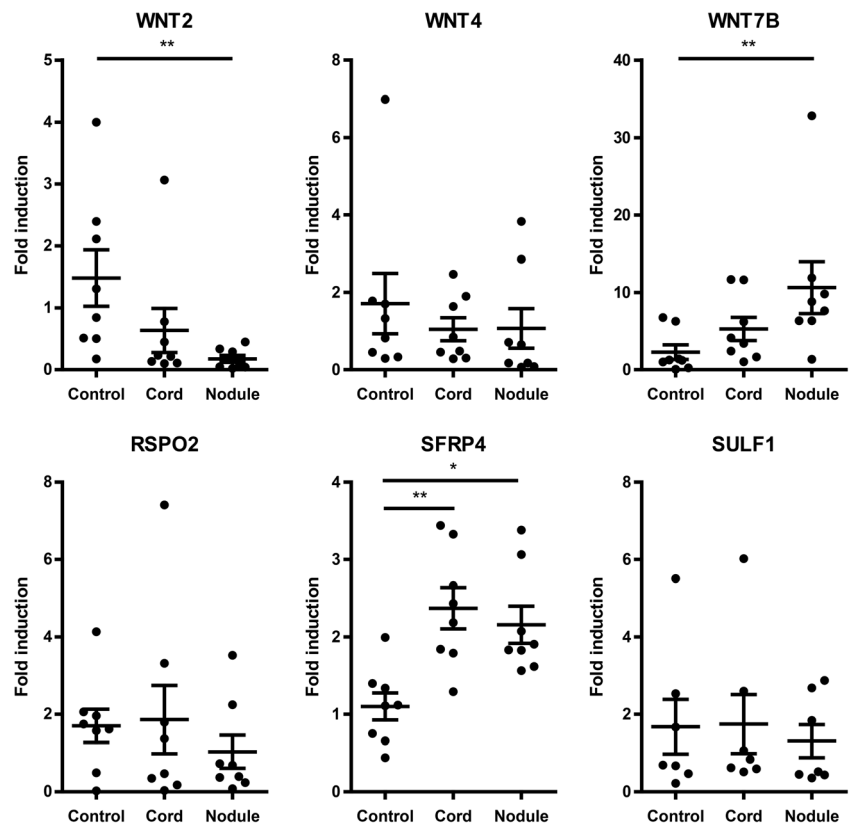 WNT2
**
5
4
3
2
1
0
Fold induction
Control Cord Nodule
WNT4
8
6
4
2
0
Fold induction
Control Cord Nodule
WNT7B
**
40
30
20
10
0
Fold induction
Control Cord Nodule
RSPO2
8
6
4
2
0
Fold induction
Control Cord Nodule
SFRP4
*
**
4
3
2
1
0
Fold induction
Control Cord Nodule
SULF1
8
6
4
2
0
Fold induction
Control Cord Nodule